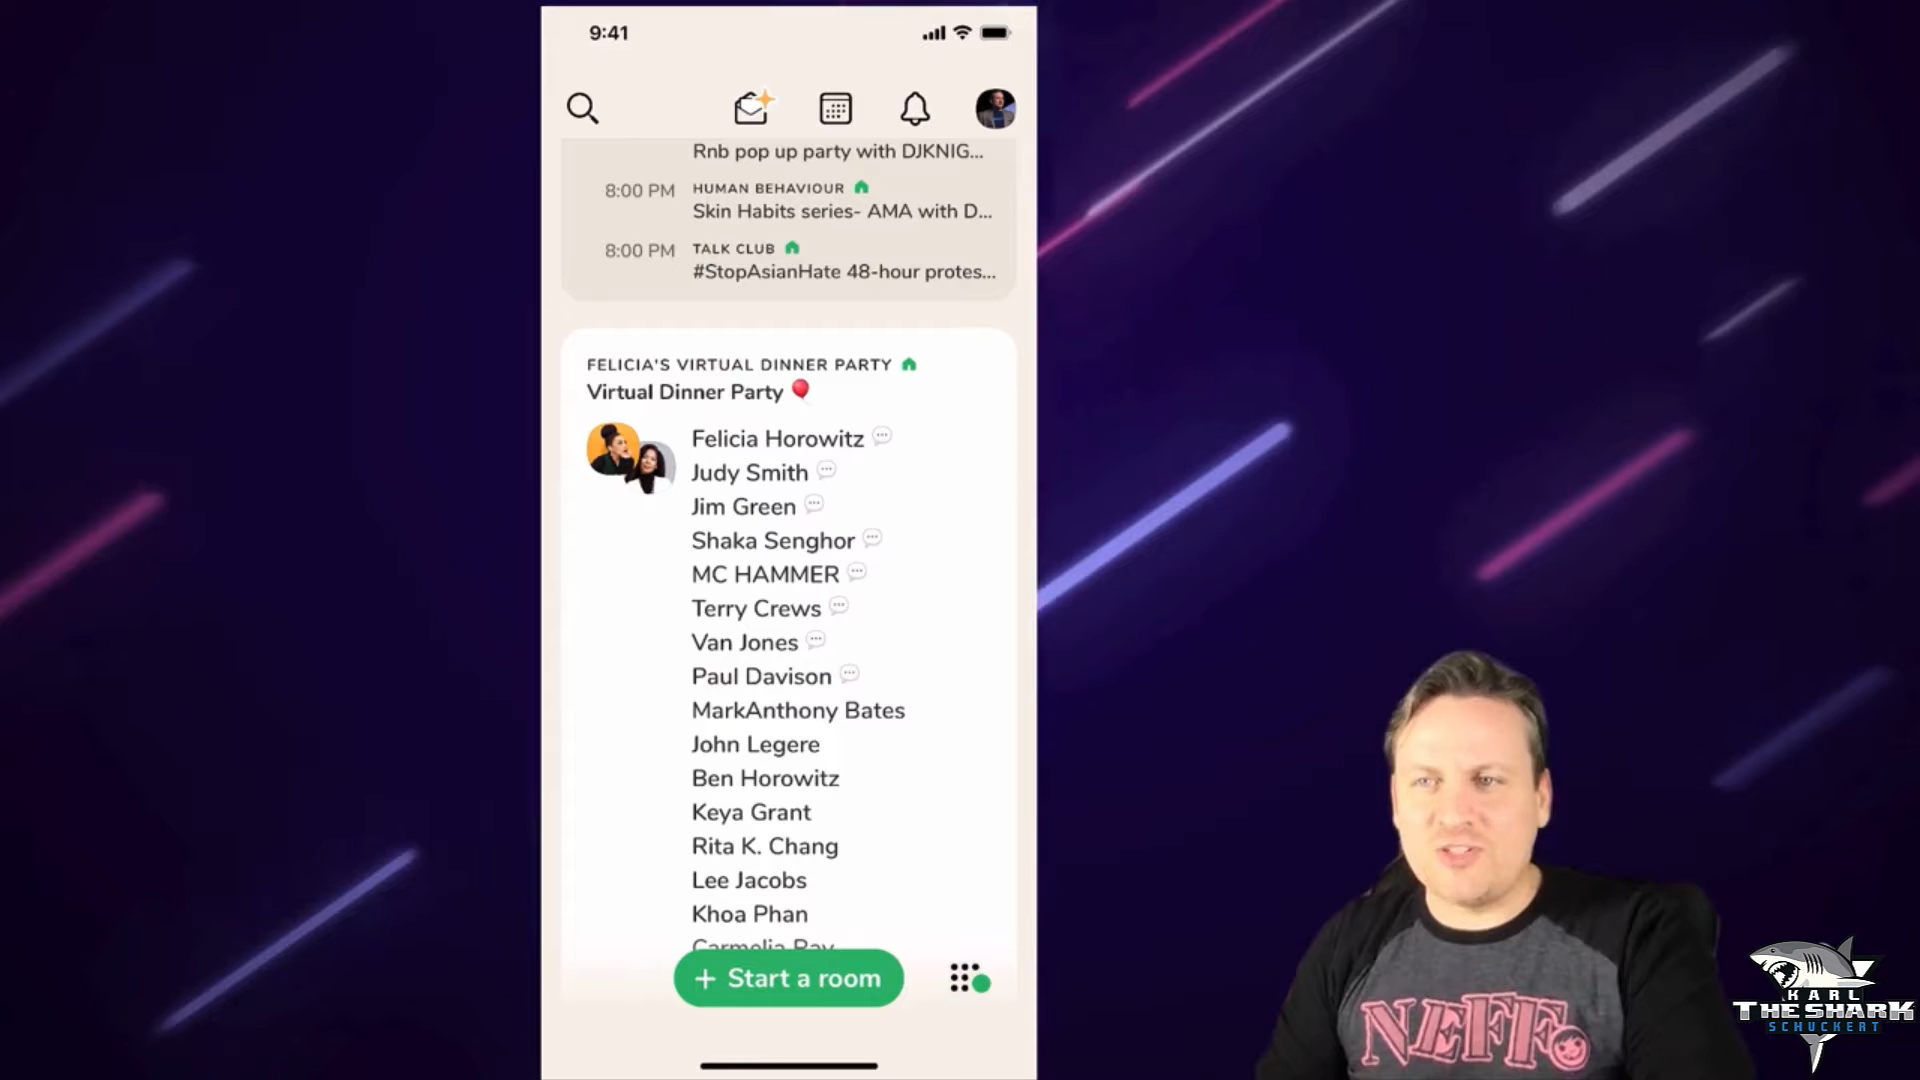 9:41
Rnb pop up party with DJKNIG...
8:00 PM HUMAN BEHAVIOUR
Skin Habits series- AMA with D...
8:00 PM TALK CLUB
#StopAsianHate 48-hour protes...
FELICIA'S VIRTUAL DINNER PARTY
Virtual Dinner Party
Felicia Horowitz
Judy Smith
Jim Green
Shaka Senghor
MC HAMMER
Terry Crews
Van Jones
Paul Davison
MarkAnthony Bates
John Legere
Ben Horowitz
Keya Grant
Rita K. Chang
Lee Jacobs
Khoa Phan
Carmelia Ray
+ Start a room
NEFF
KARL
THE SHARK
SCHUCKERT